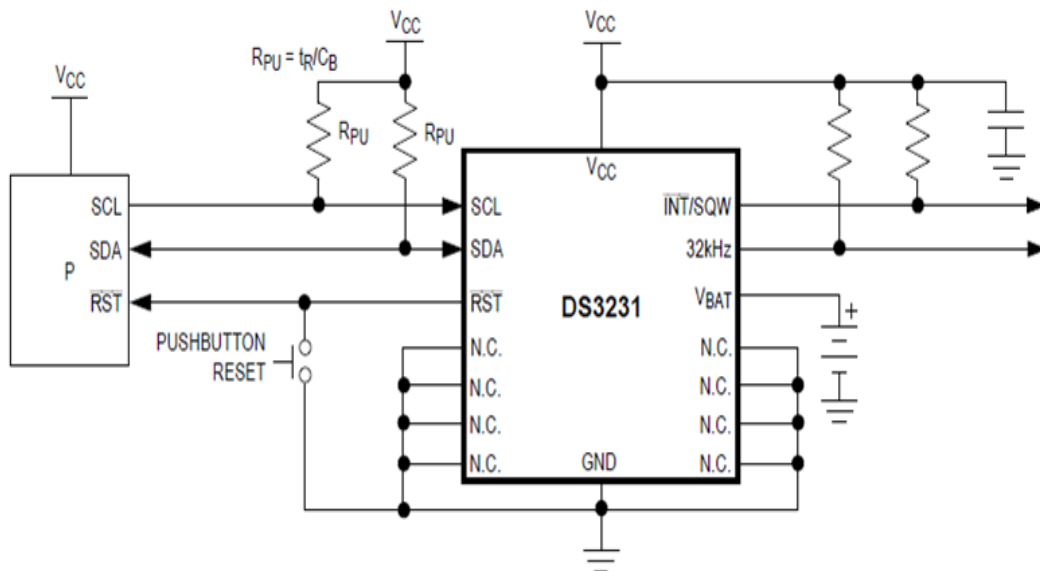 VCC
VCC
VCC
RPU = tR/CB
RPU
RPU
VCC
SCL
SDA
P
RST
PUSHBUTTON
RESET
SCL
SDA
RST
N.C.
N.C.
N.C.
N.C.
DS3231
GND
INT/SQW
32kHz
VBAT
N.C.
N.C.
N.C.
N.C.
+